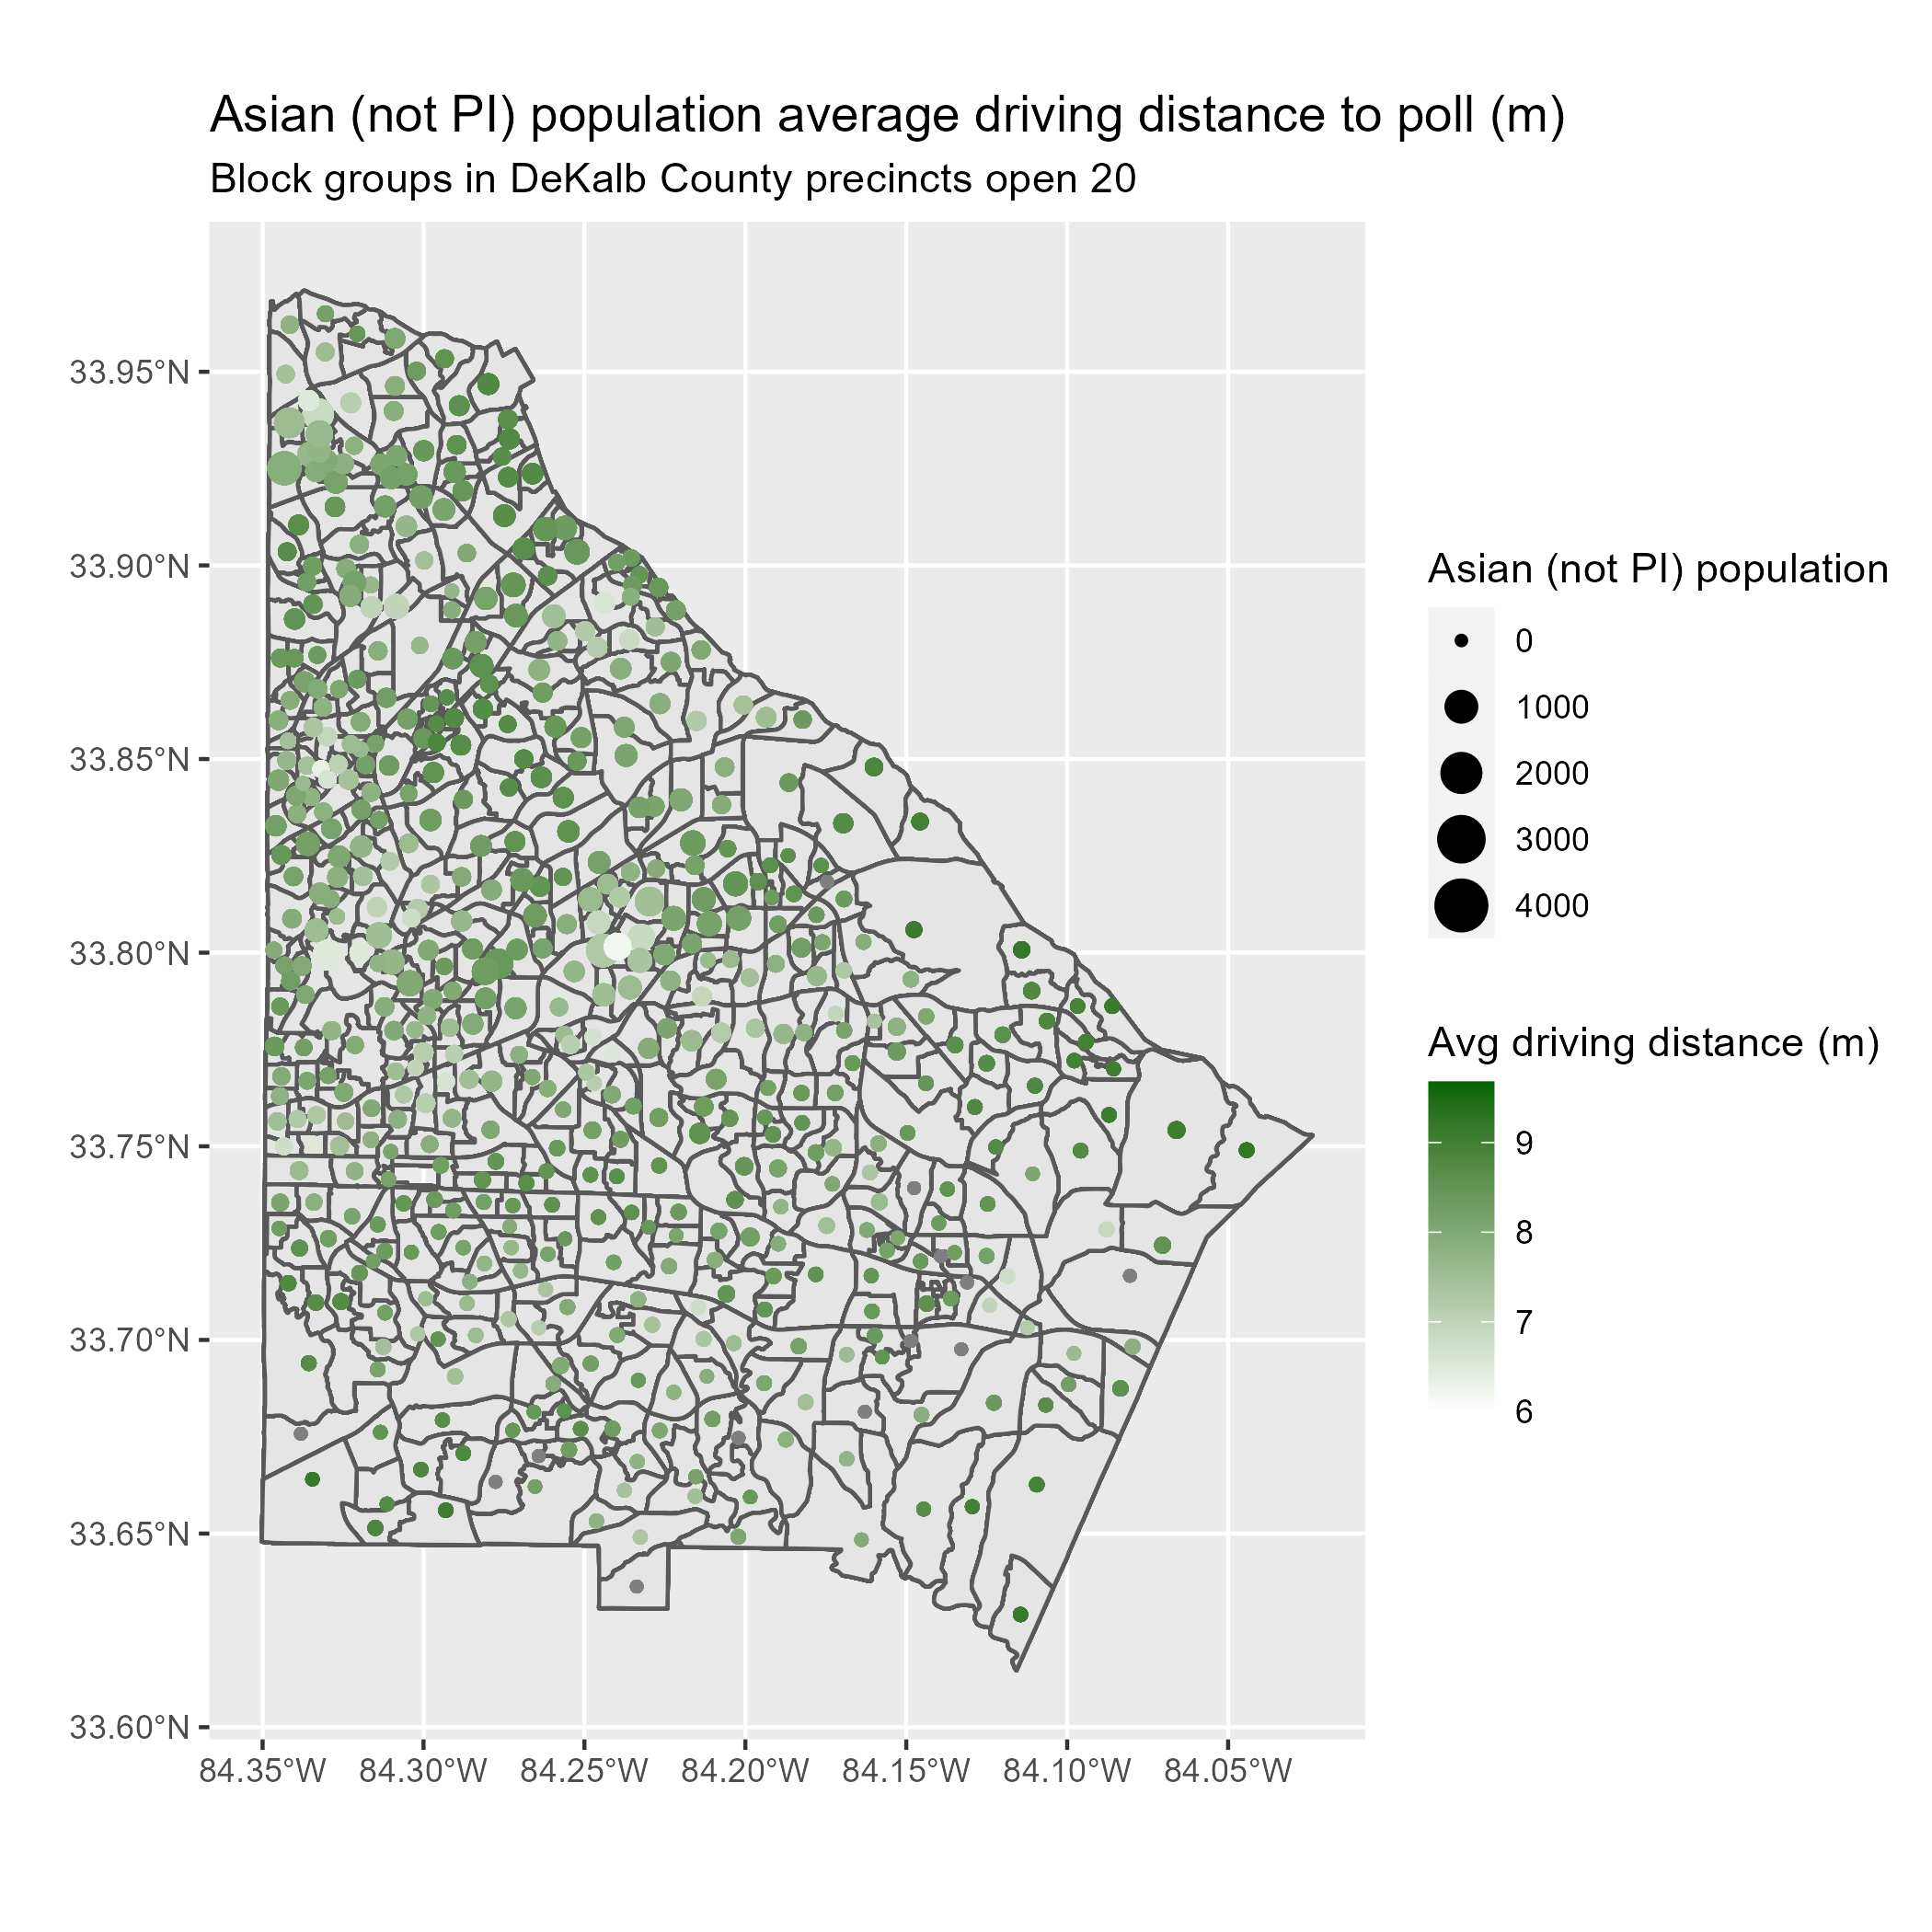 Asian (not PI) population average driving distance to poll (m)
Block groups in DeKalb County precincts open 20
33.95°N
33.90°N
33.85°N
33.80°N
33.75°N
33.70°N
33.65°N
33.60°N
84.35°W 84.30°W 84.25°W 84.20°W 84.15°W 84.10°W 84.05°W
Asian (not PI) population
0
1000
2000
3000
4000
Avg driving distance (m)
9
8
7
6